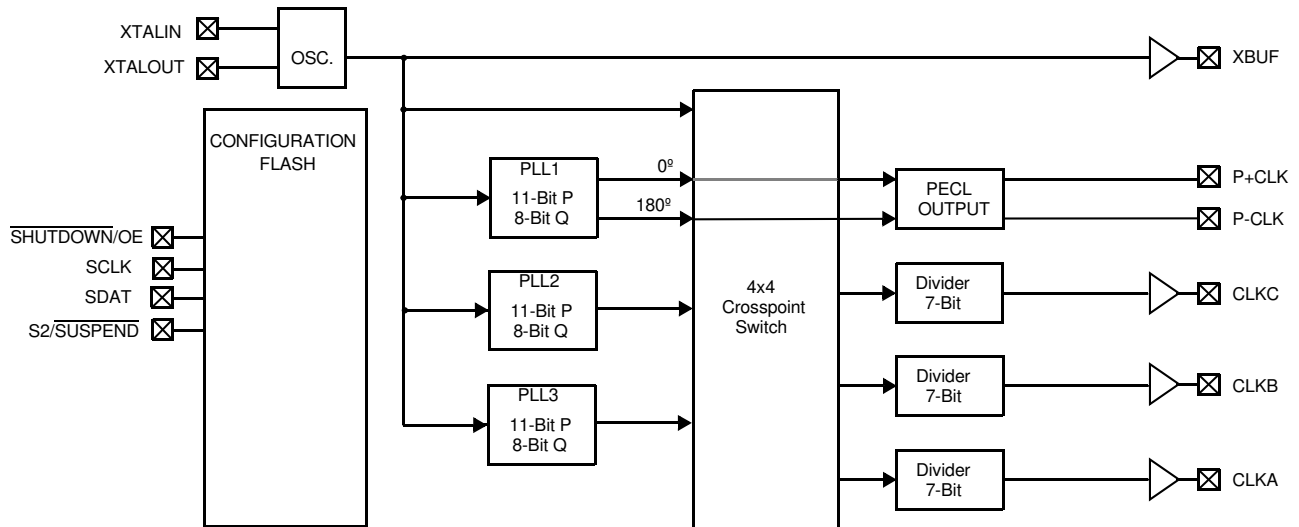 XTALIN
XTALOUT
OSC.
XBUF
CONFIGURATION
FLASH
SHUTDOWN/OE
SCLK
SDAT
S2/SUSPEND
PLL1
11-Bit P
8-Bit Q
0º
180º
PLL2
11-Bit P
8-Bit Q
PLL3
11-Bit P
8-Bit Q
4x4
Crosspoint
Switch
PECL
OUTPUT
P+CLK
P-CLK
Divider
7-Bit
CLKC
Divider
7-Bit
CLKB
Divider
7-Bit
CLKA